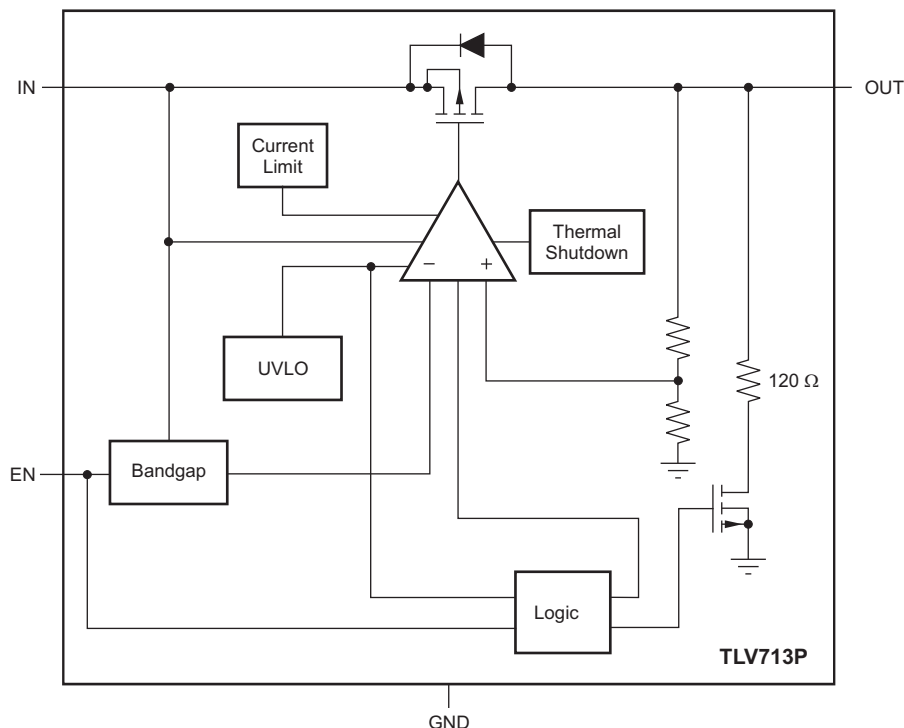 IN
OUT
Current
Limit
Thermal
Shutdown
−
+
UVLO
120 Ω
EN
Bandgap
Logic
TLV713P
GND